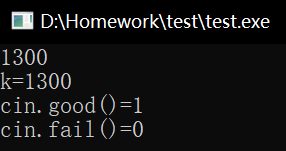 D:\Homework\test\test.exe
1300
k=1300
cin.good()=1
cin.fail()=0